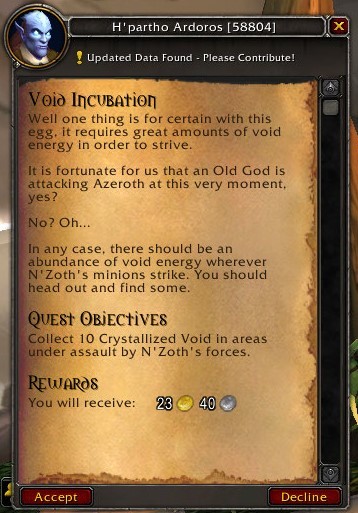 H'partho Ardoros [58804]
Updated Data Found - Please Contribute!
Void Incubation
Well one thing is for certain with this
egg, it requires great amounts of void
energy in order to strive.
It is fortunate for us that an Old God is
attacking Azeroth at this very moment,
yes?
No? Oh...
In any case, there should be an
abundance of void energy wherever
N'Zoth's minions strike. You should
head out and find some.
Quest Objectives
Collect 10 Crystallized Void in areas
under assault by N'Zoth's forces.
Rewards
You will receive: 23 40
Accept Decline